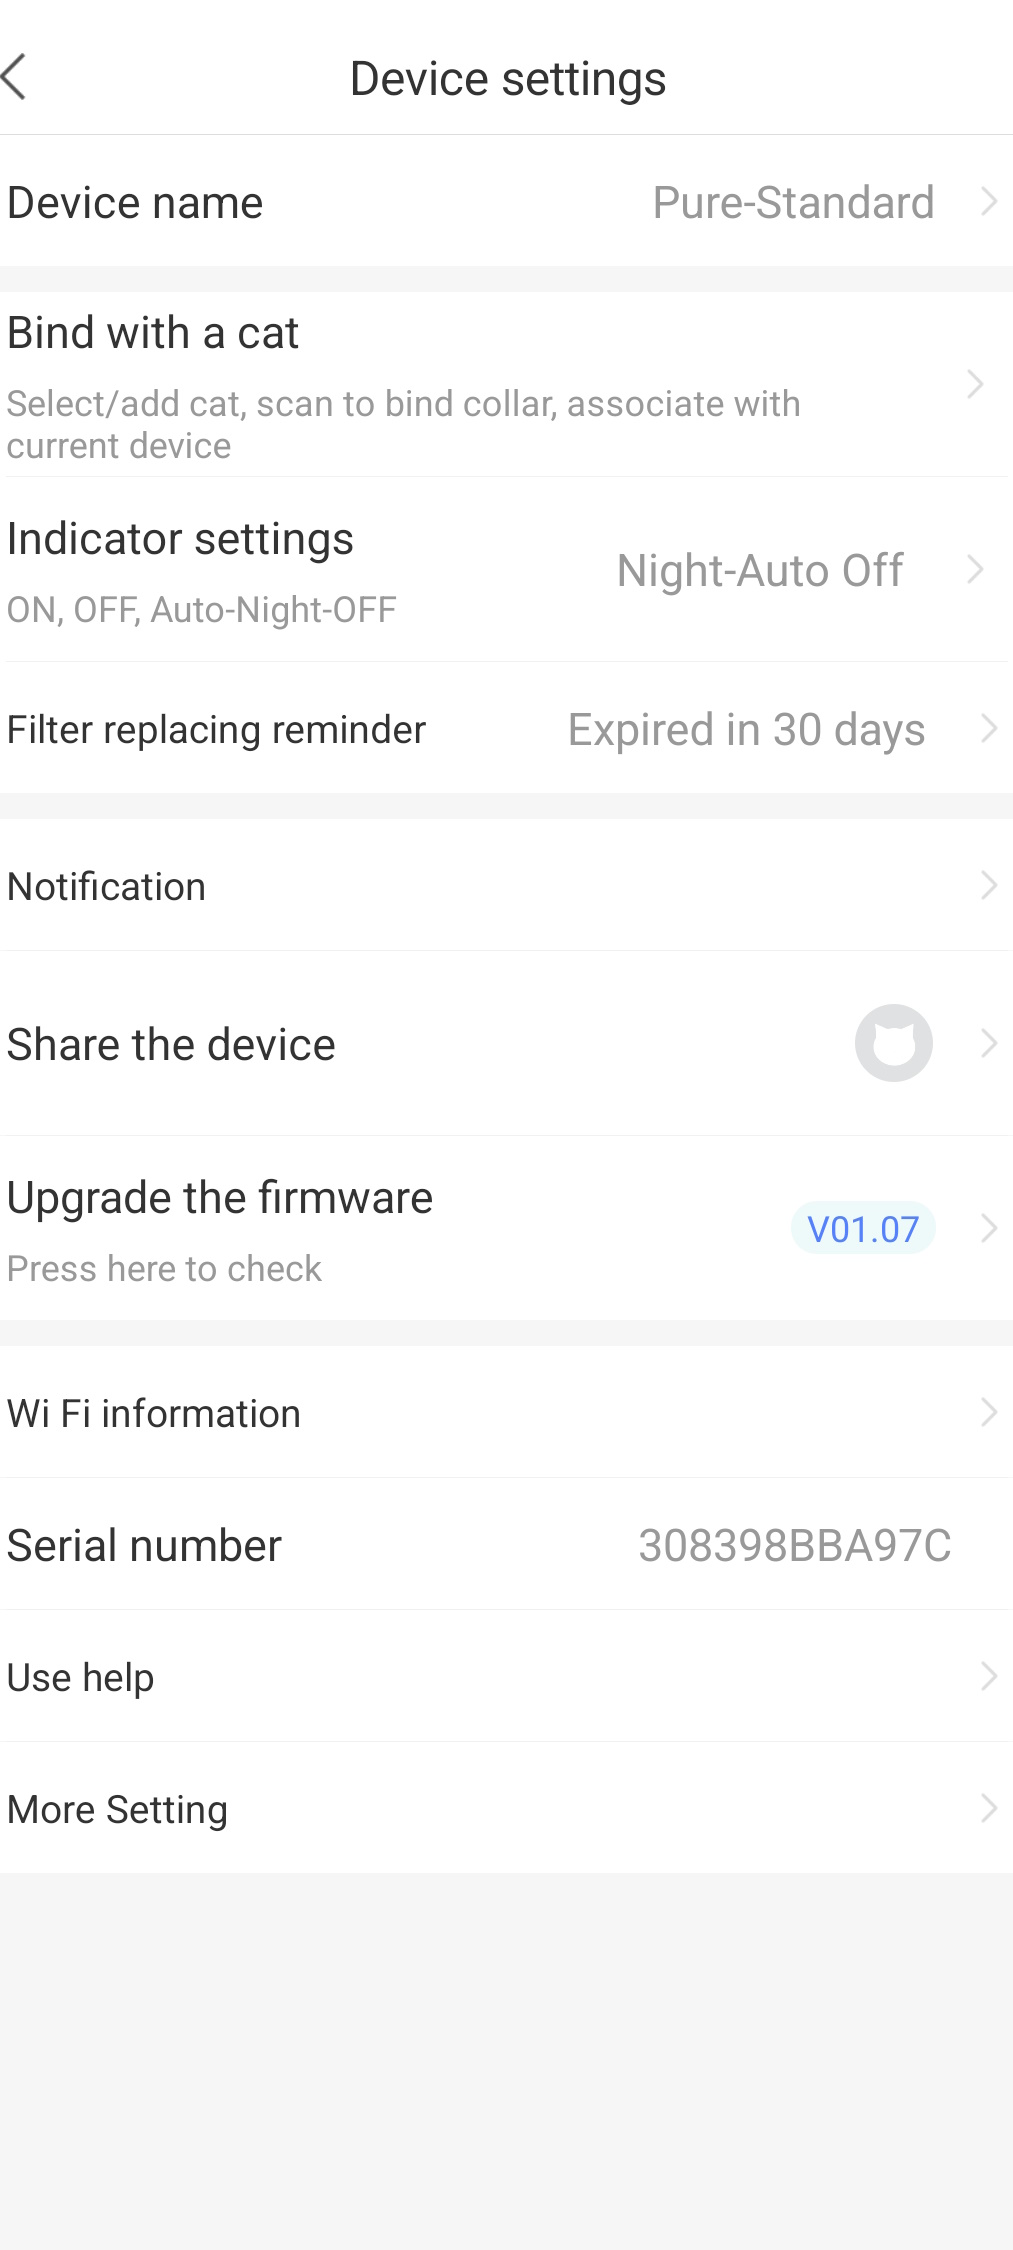 Device settings
Device name
Pure-Standard
Bind with a cat
Select/add cat, scan to bind collar, associate with
current device
Indicator settings
Night-Auto Off
ON, OFF, Auto-Night-OFF
Filter replacing reminder
Expired in 30 days
Notification
Share the device
Upgrade the firmware
V01.07
Press here to check
Wi Fi information
Serial number
308398BBA97C
Use help
More Setting